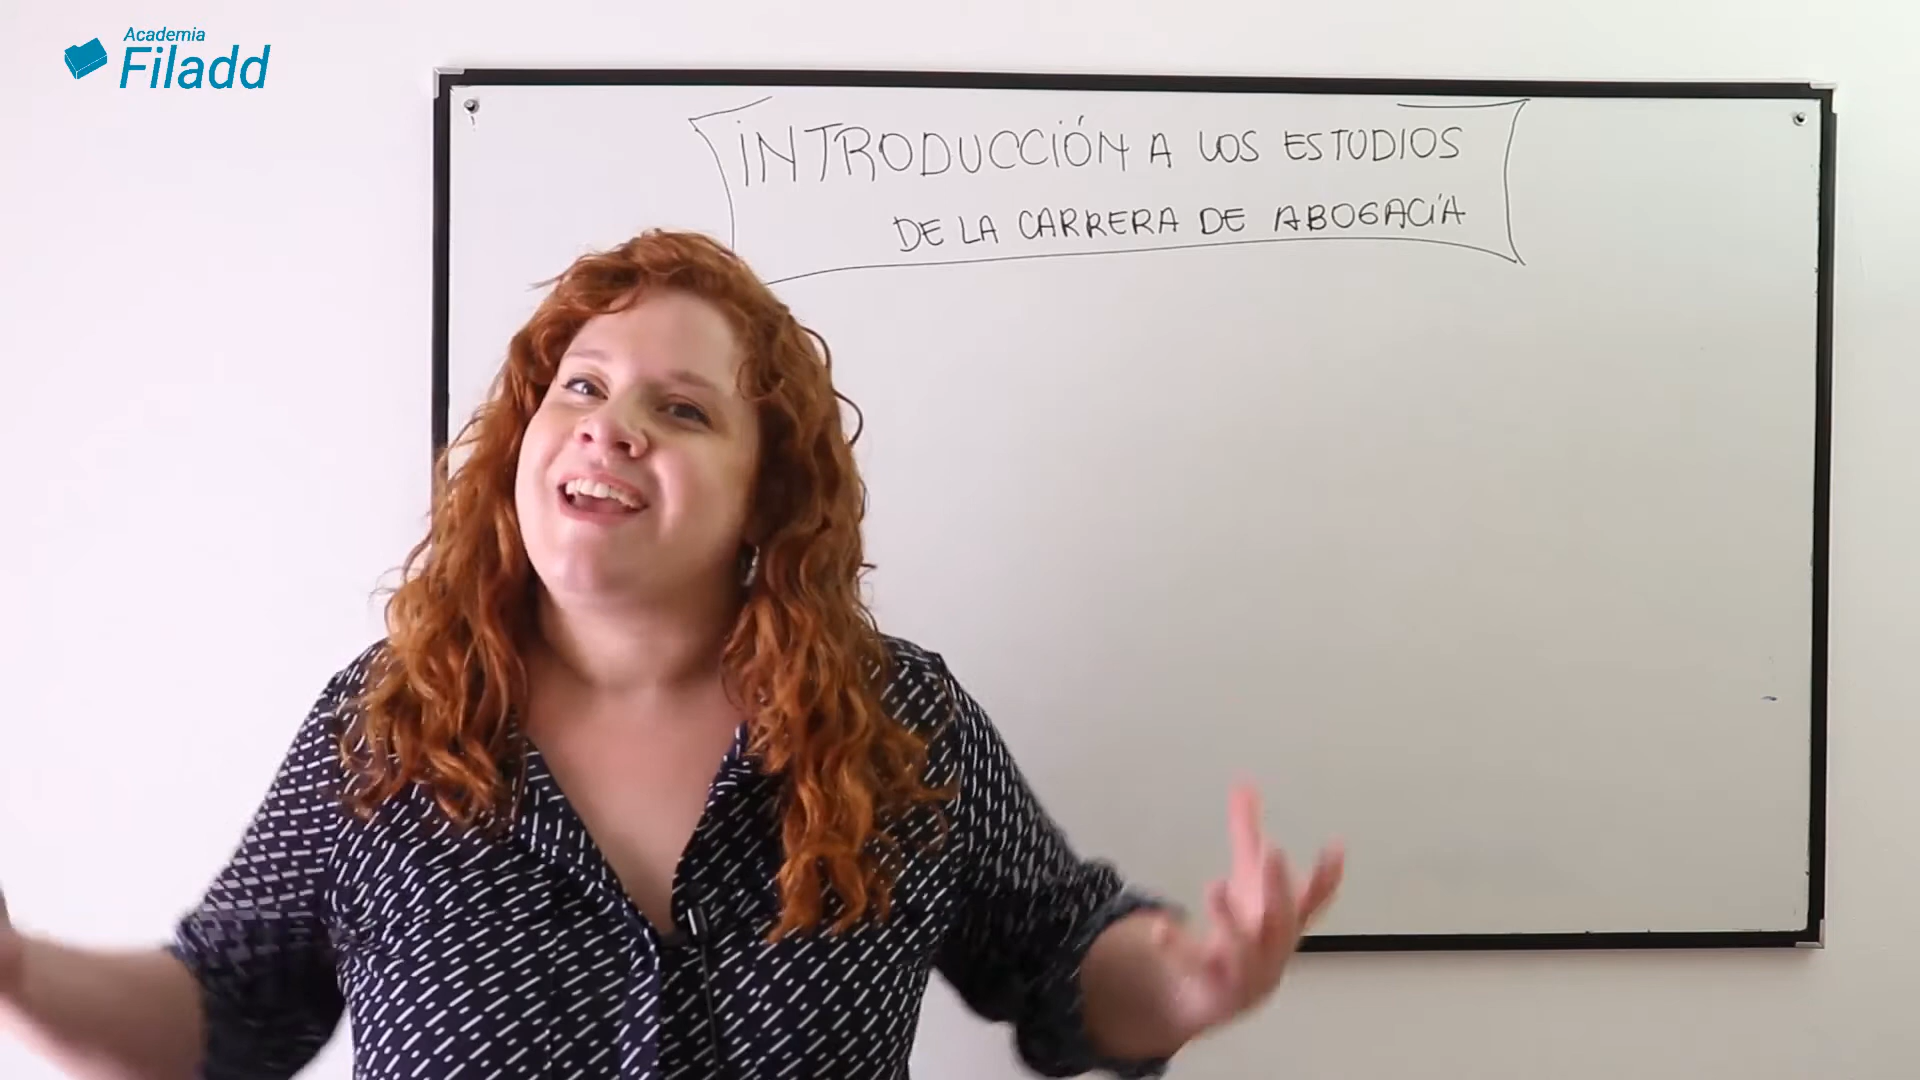 Academia
Filadd
INTRODUCCIÓN A LOS ESTUDIOS
DE LA CARRERA DE ABOGACÍA